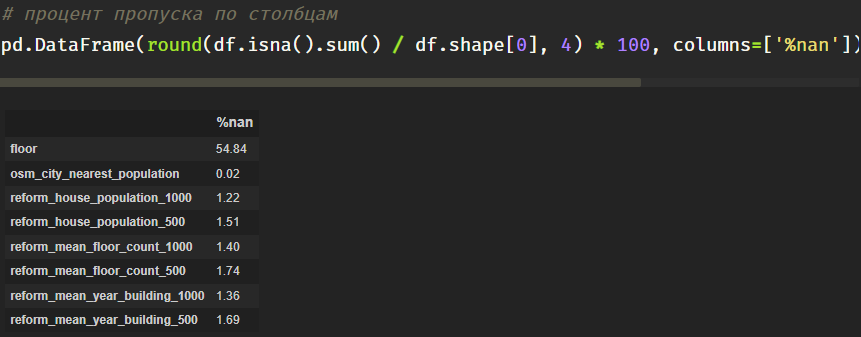 # процент пропуска по столбцам
pd.DataFrame(round(df.isna().sum() / df.shape[0], 4) * 100, columns=['%nan'])
%nan
floor 54.84
osm_city_nearest_population 0.02
reform_house_population_1000 1.22
reform_house_population_500 1.51
reform_mean_floor_count_1000 1.40
reform_mean_floor_count_500 1.74
reform_mean_year_building_1000 1.36
reform_mean_year_building_500 1.69